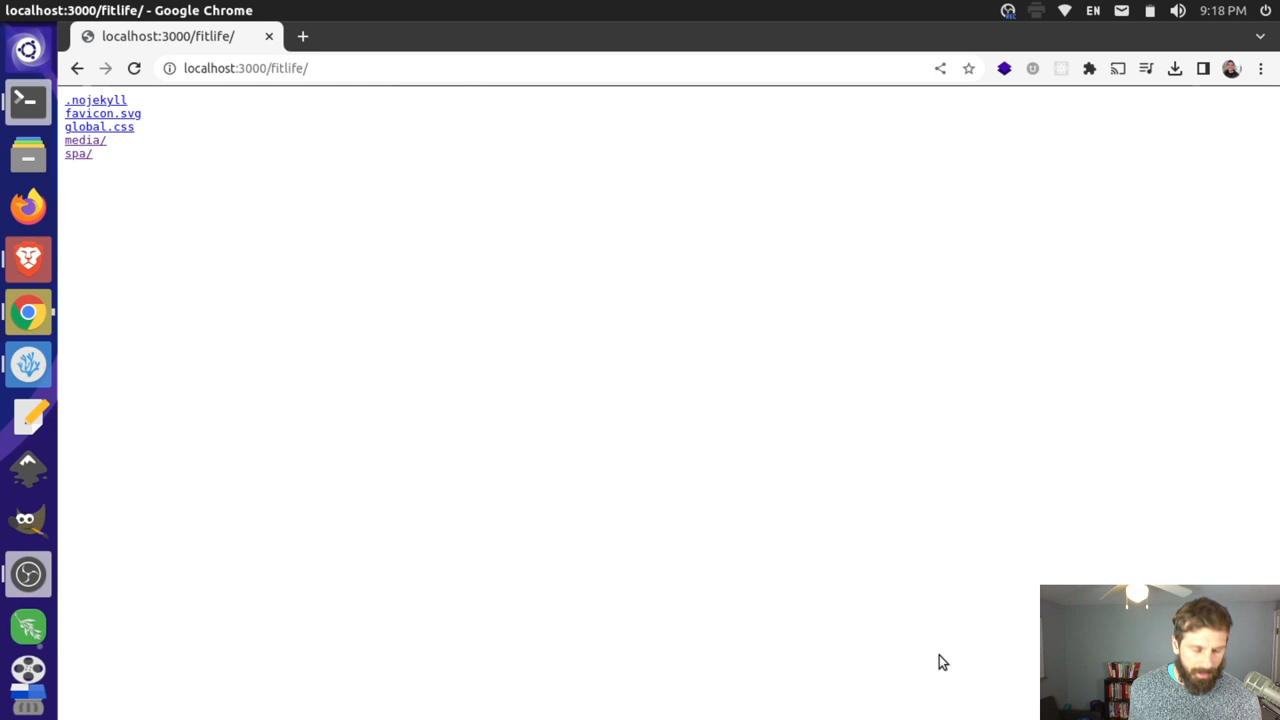 localhost:3000/fitlife/ - Google Chrome
REC
EN
9:18 PM
localhost:3000/fitlife/
localhost:3000/fitlife/
.nojekyll
favicon.svg
global.css
media/
spa/